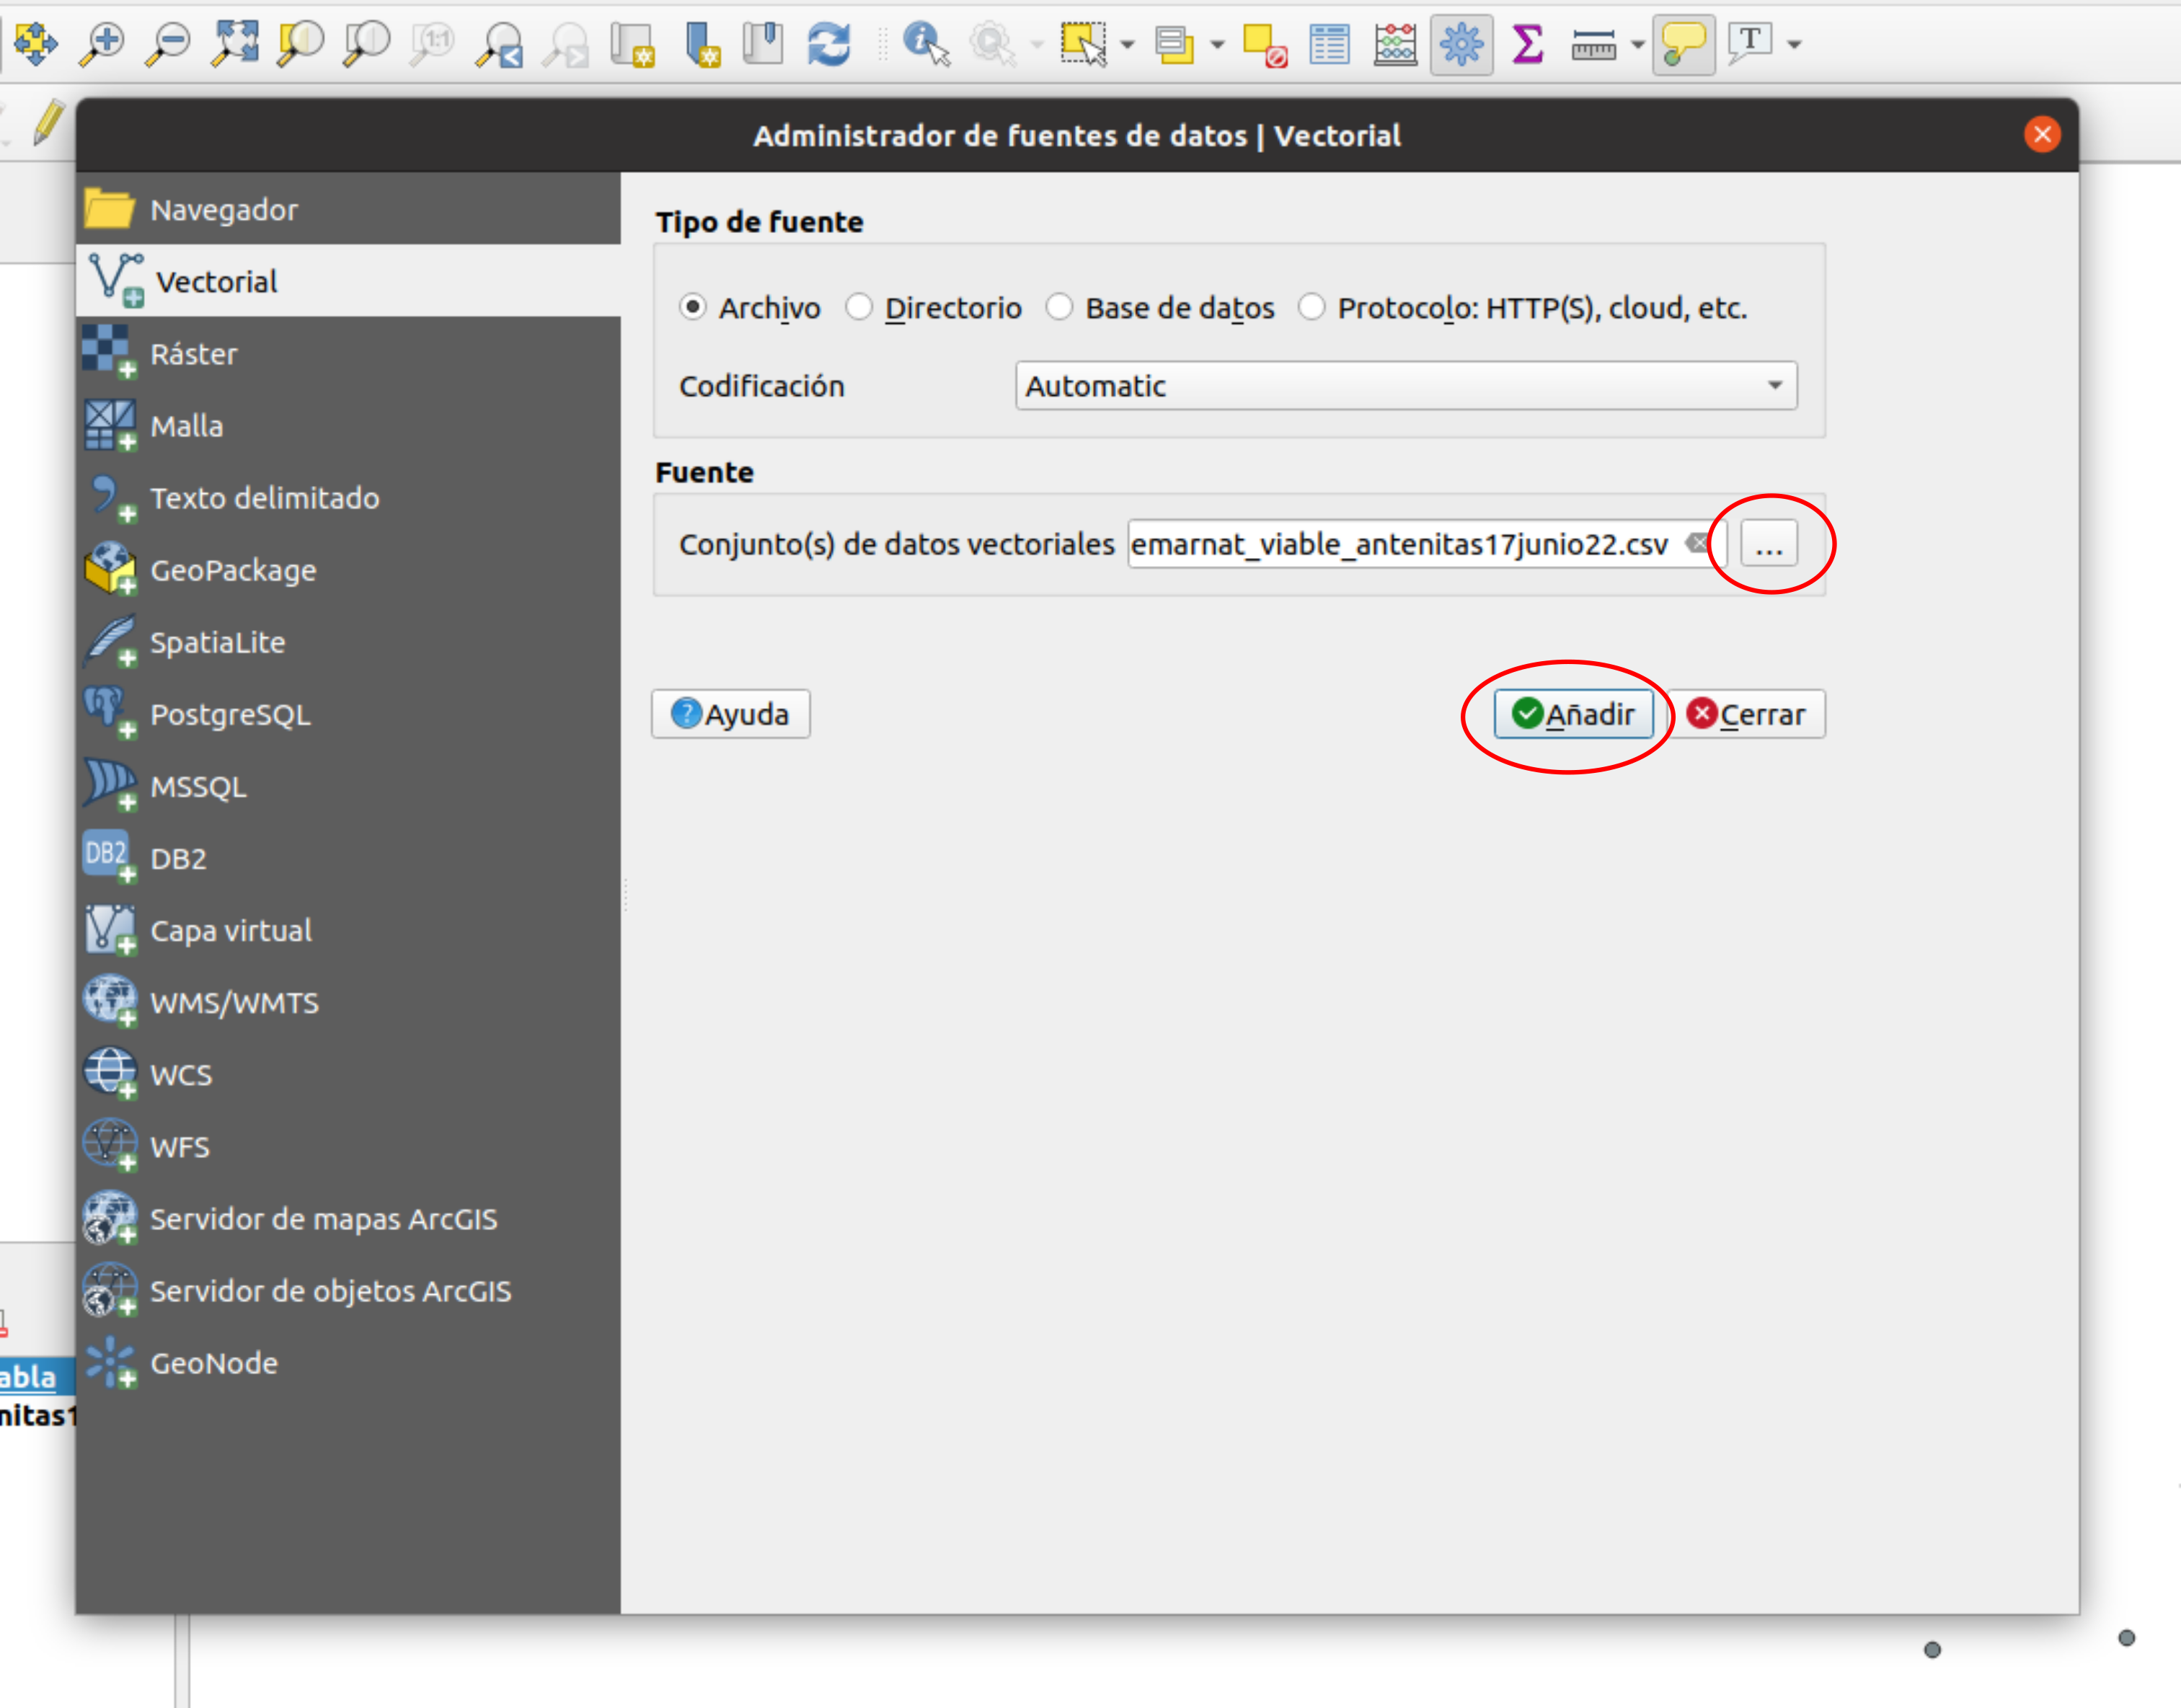 1:1
T
Administrador de fuentes de datos | Vectorial
Navegador
Vectorial
Ráster
Malla
Texto delimitado
GeoPackage
SpatiaLite
PostgreSQL
MSSQL
DB2
DB2
Capa virtual
WMS/WMTS
WCS
WFS
Servidor de mapas ArcGIS
Servidor de objetos ArcGIS
GeoNode
Tipo de fuente
Archivo
Directorio
Base de datos
Protocolo: HTTP(S), cloud, etc.
Codificación
Automatic
Fuente
Conjunto(s) de datos vectoriales
emarnat_viable_antenitas17junio22.csv
...
Ayuda
Añadir
Cerrar
abla
nitas1